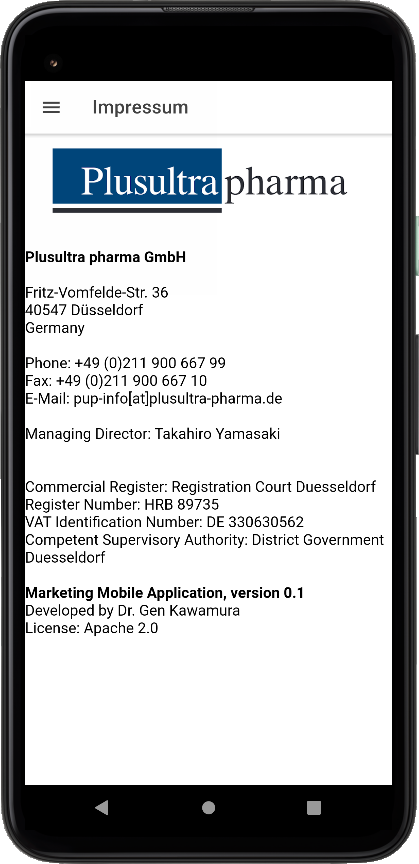 Impressum
Plusultra pharma
Plusultra pharma GmbH
Fritz-Vomfelde-Str. 36
40547 Düsseldorf
Germany
Phone: +49 (0)211 900 667 99
Fax: +49 (0)211 900 667 10
E-Mail: pup-info[at]plusultra-pharma.de
Managing Director: Takahiro Yamasaki
Commercial Register: Registration Court Duesseldorf
Register Number: HRB 89735
VAT Identification Number: DE 330630562
Competent Supervisory Authority: District Government
Duesseldorf
Marketing Mobile Application, version 0.1
Developed by Dr. Gen Kawamura
License: Apache 2.0